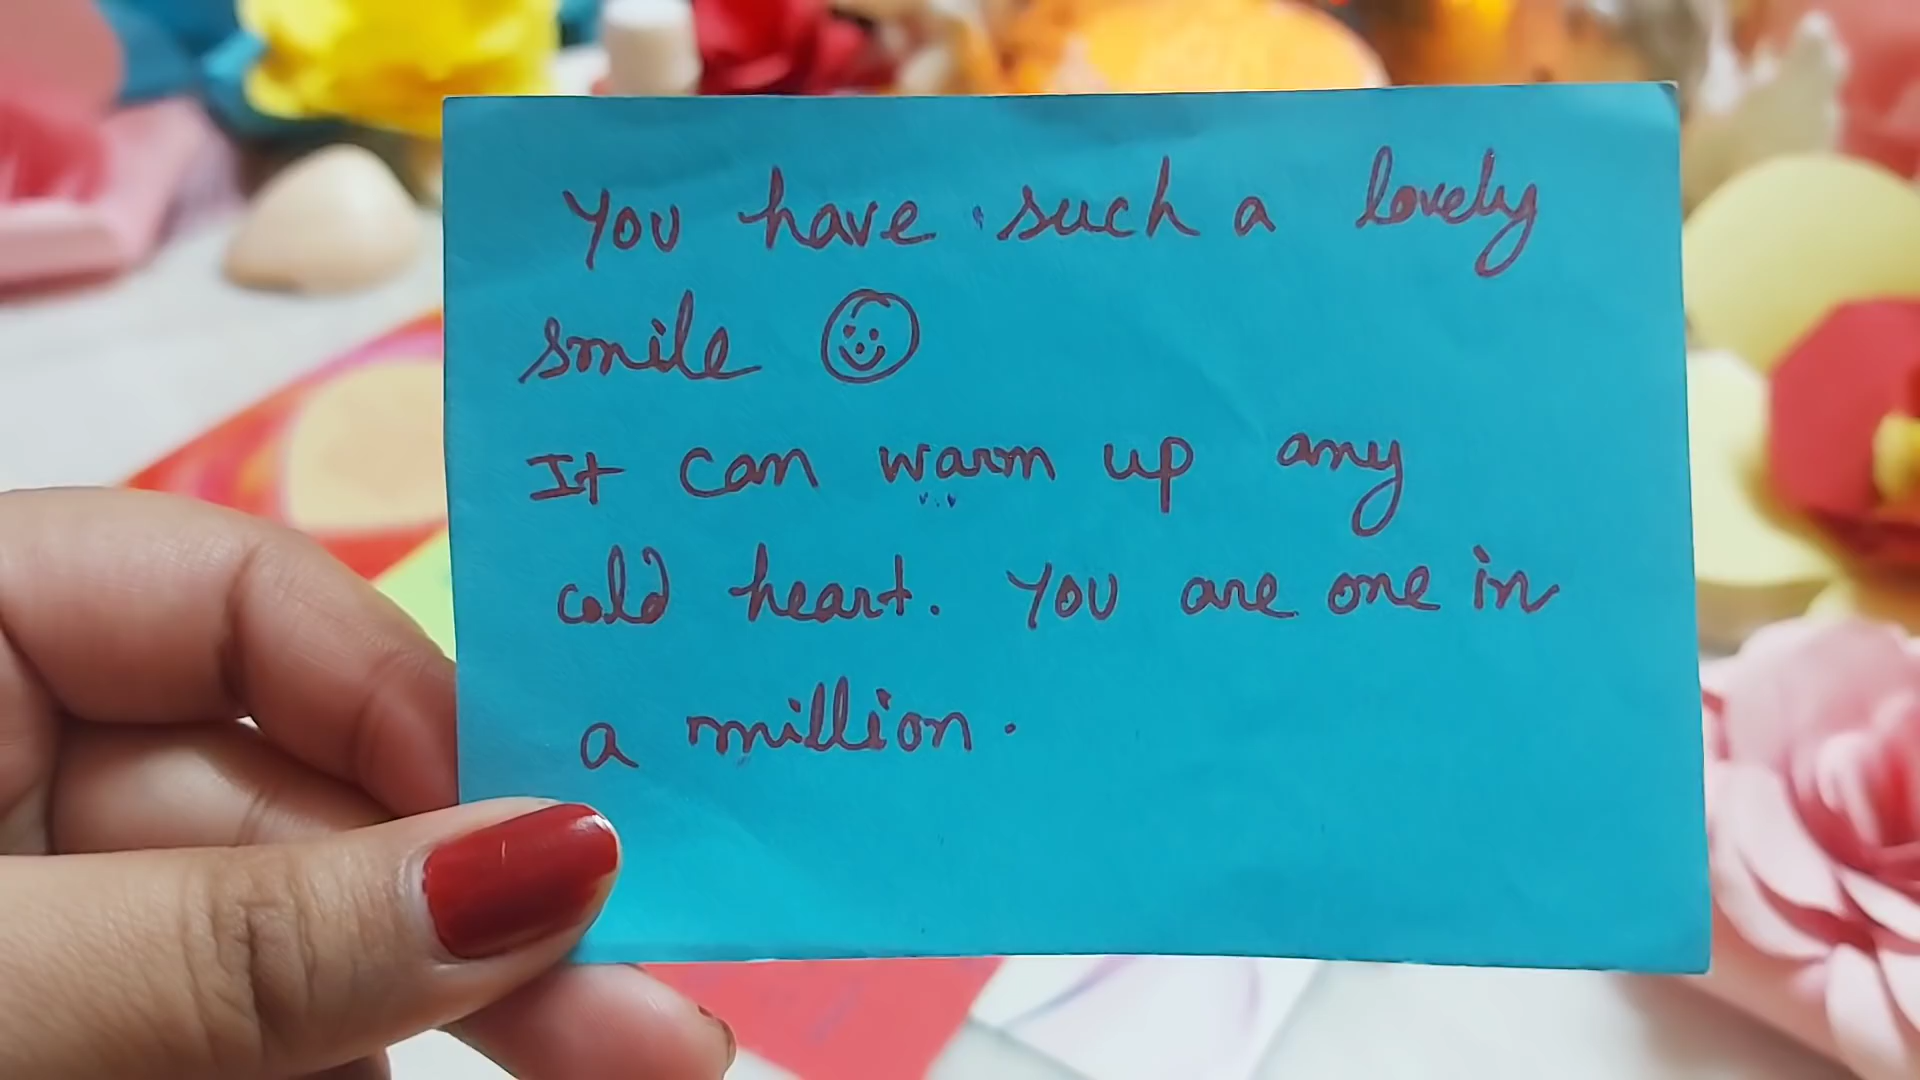 You have such a lovely
smile
It can warm up any
cold heart. You are one in
a million.